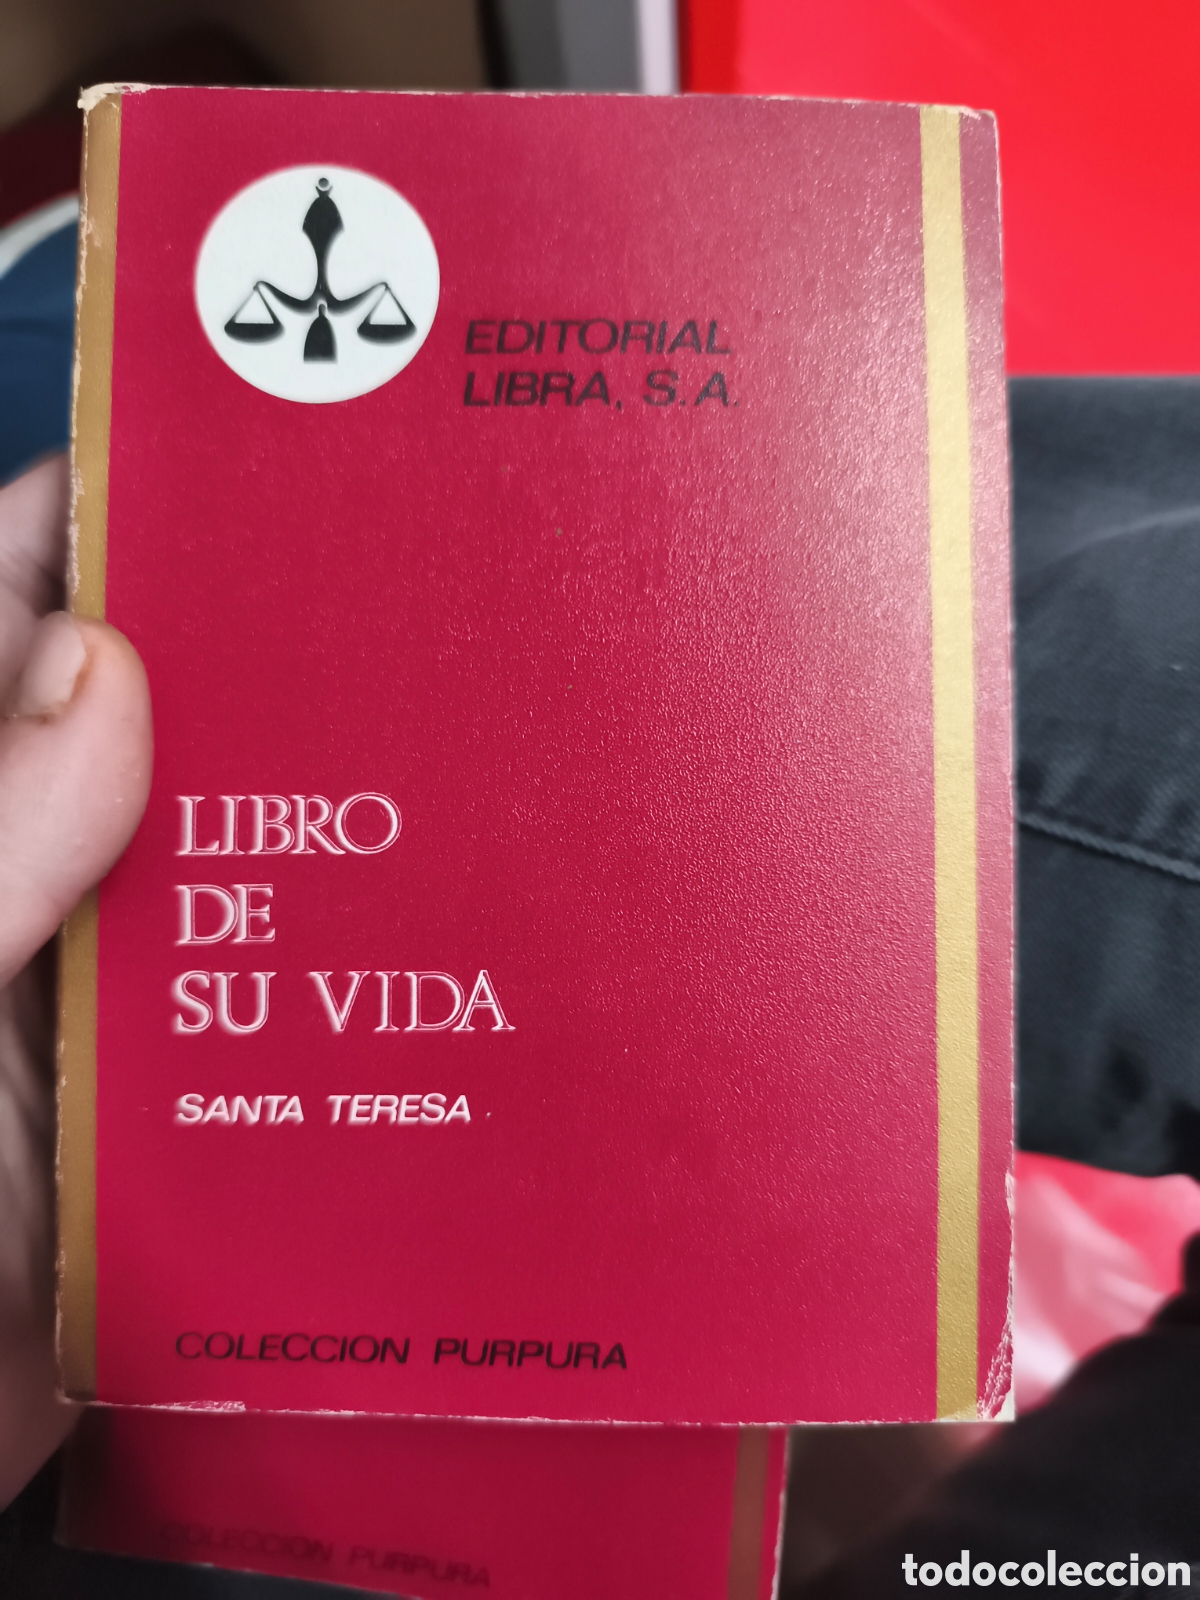 EDITORIAL
LIBRA, S.A.
LIBRO
DE
SU VIDA
SANTA TERESA
COLECCION PURPURA
COLECCION PURPURA
todocoleccion